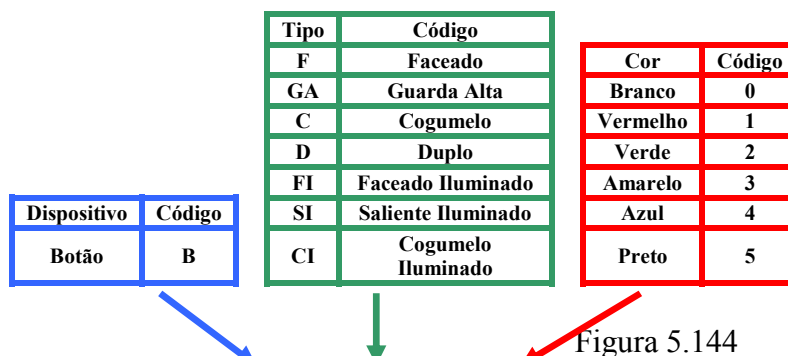 Tipo Código
F Faceado
GA Guarda Alta
C Cogumelo
D Duplo
FI Faceado Iluminado
SI Saliente Iluminado
CI Cogumelo Iluminado
Cor Código
Branco 0
Vermelho 1
Verde 2
Amarelo 3
Azul 4
Preto 5
Dispositivo Código
Botão B
Figura 5.144